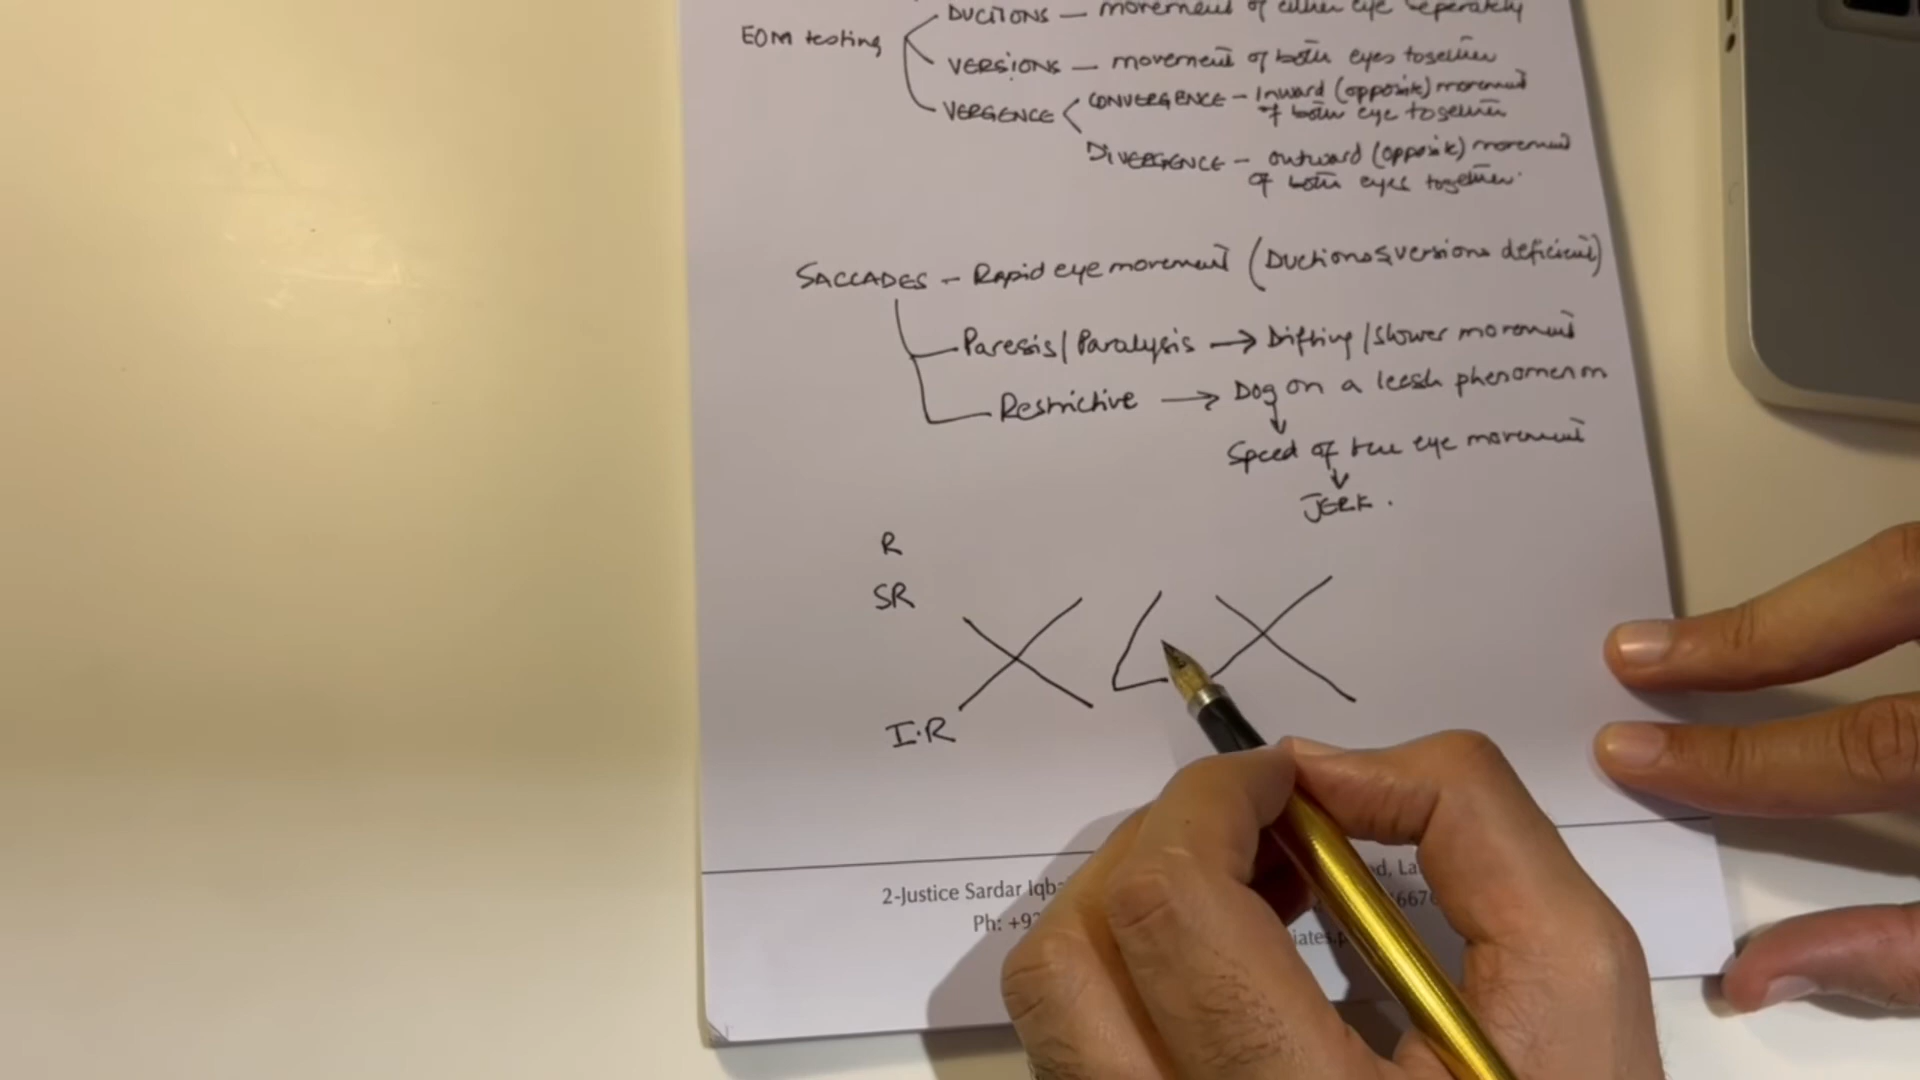 DUCTIONS — movement of either eye seperately
EOM testing
VERSIONS — movement of both eyes together
VERGENCE
CONVERGENCE - Inward (opposite) movement
of both eye together
DIVERGENCE - outward (opposite) movement
of both eyes together.
SACCADES - Rapid eye movement (Ductions & versions deficient)
Paresis/Paralysis → Drifting/slower movement
Restrictive → Dog on a leesh phenomenon
Speed of the eye movement
JERK.
R
SR
I.R
2-Justice Sardar
Ph: